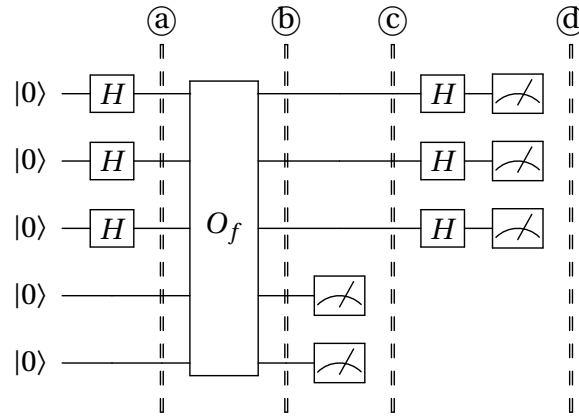 ⓐ ⓑ ⓒ ⓓ
|0⟩ H H
|0⟩ H H
|0⟩ H O_f H
|0⟩
|0⟩